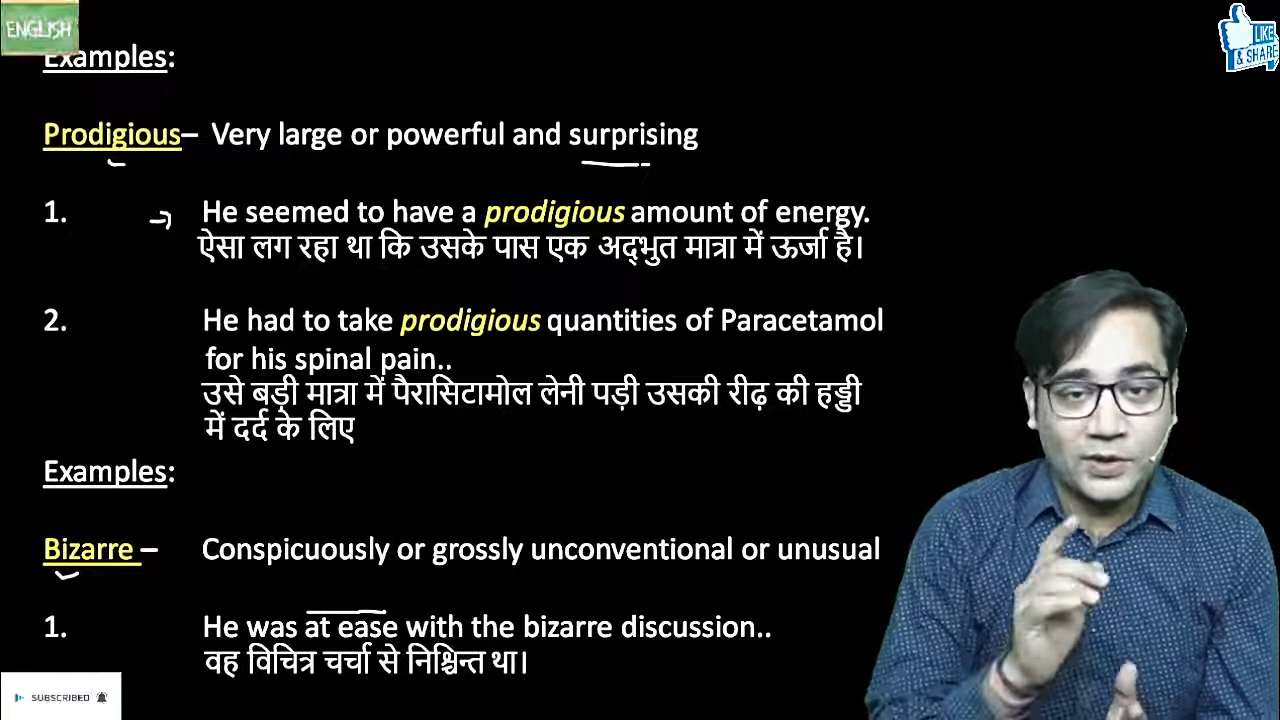 ENGLISH
LIKE
& SHARE
Examples:
Prodigious– Very large or powerful and surprising
1. He seemed to have a prodigious amount of energy.
ऐसा लग रहा था कि उसके पास एक अद्भुत मात्रा में ऊर्जा है।
2. He had to take prodigious quantities of Paracetamol
for his spinal pain..
उसे बड़ी मात्रा में पैरासिटामोल लेनी पड़ी उसकी रीढ़ की हड्डी
में दर्द के लिए
Examples:
Bizarre – Conspicuously or grossly unconventional or unusual
1. He was at ease with the bizarre discussion..
वह विचित्र चर्चा से निश्चिन्त था।
SUBSCRIBED